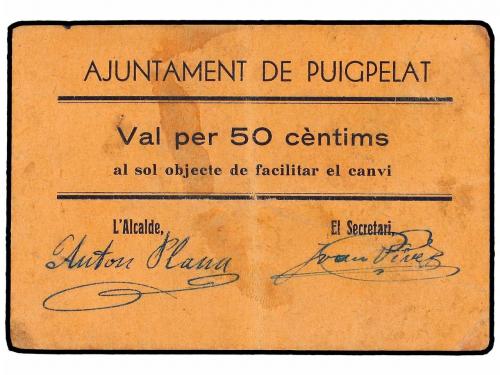 AJUNTAMENT DE PUIGPELAT
Val per 50 cèntims
al sol objecte de facilitar el canvi
L'Alcalde, El Secretari,
Anton Plana Joan Rives